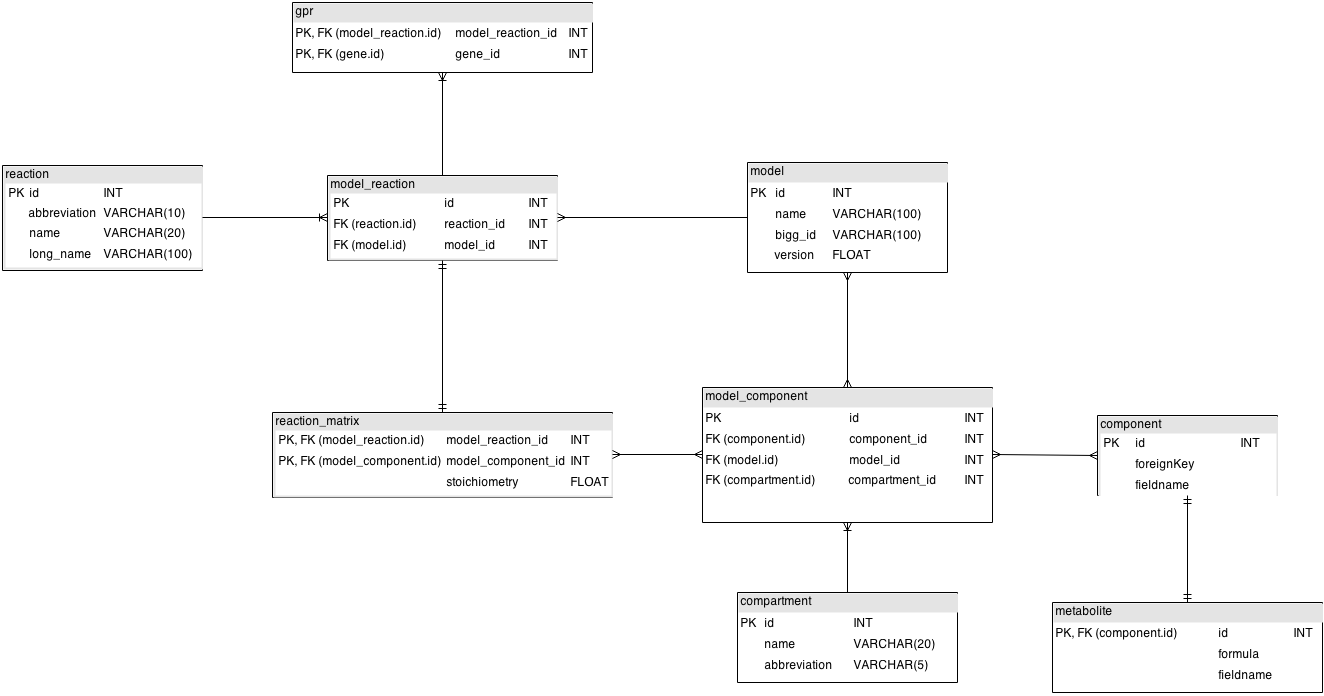 gpr
PK, FK (model_reaction.id) model_reaction_id INT
PK, FK (gene.id) gene_id INT
reaction
PK id INT
abbreviation VARCHAR(10)
name VARCHAR(20)
long_name VARCHAR(100)
model_reaction
PK id INT
FK (reaction.id) reaction_id INT
FK (model.id) model_id INT
model
PK id INT
name VARCHAR(100)
bigg_id VARCHAR(100)
version FLOAT
reaction_matrix
PK, FK (model_reaction.id) model_reaction_id INT
PK, FK (model_component.id) model_component_id INT
stoichiometry FLOAT
model_component
PK id INT
FK (component.id) component_id INT
FK (model.id) model_id INT
FK (compartment.id) compartment_id INT
component
PK id INT
foreignKey
fieldname
compartment
PK id INT
name VARCHAR(20)
abbreviation VARCHAR(5)
metabolite
PK, FK (component.id) id INT
formula
fieldname